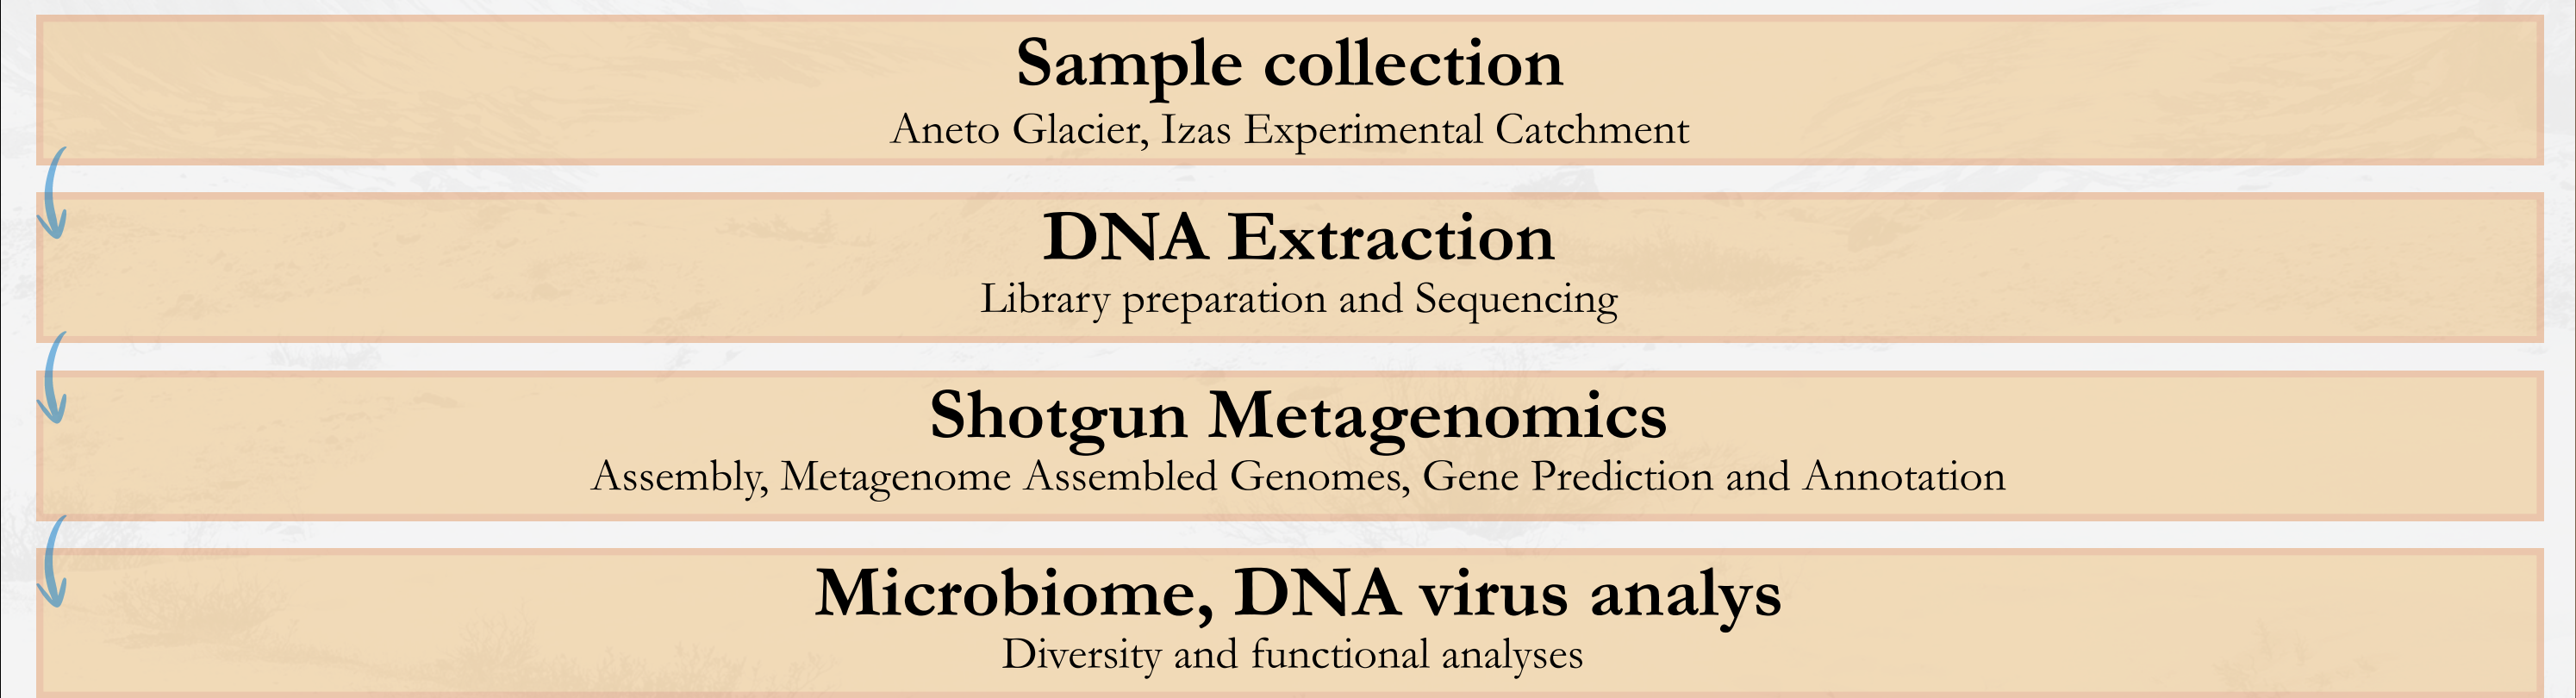 Sample collection
Aneto Glacier, Izas Experimental Catchment
DNA Extraction
Library preparation and Sequencing
Shotgun Metagenomics
Assembly, Metagenome Assembled Genomes, Gene Prediction and Annotation
Microbiome, DNA virus analys
Diversity and functional analyses